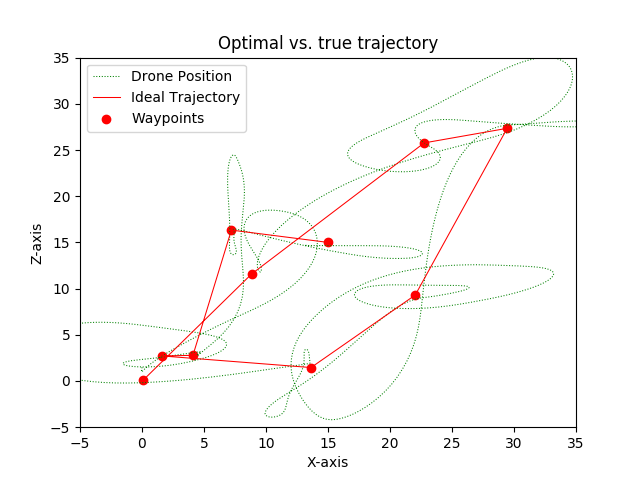 Optimal vs. true trajectory
Drone Position
Ideal Trajectory
Waypoints
Z-axis
35
30
25
20
15
10
5
0
−5
−5 0 5 10 15 20 25 30 35
X-axis